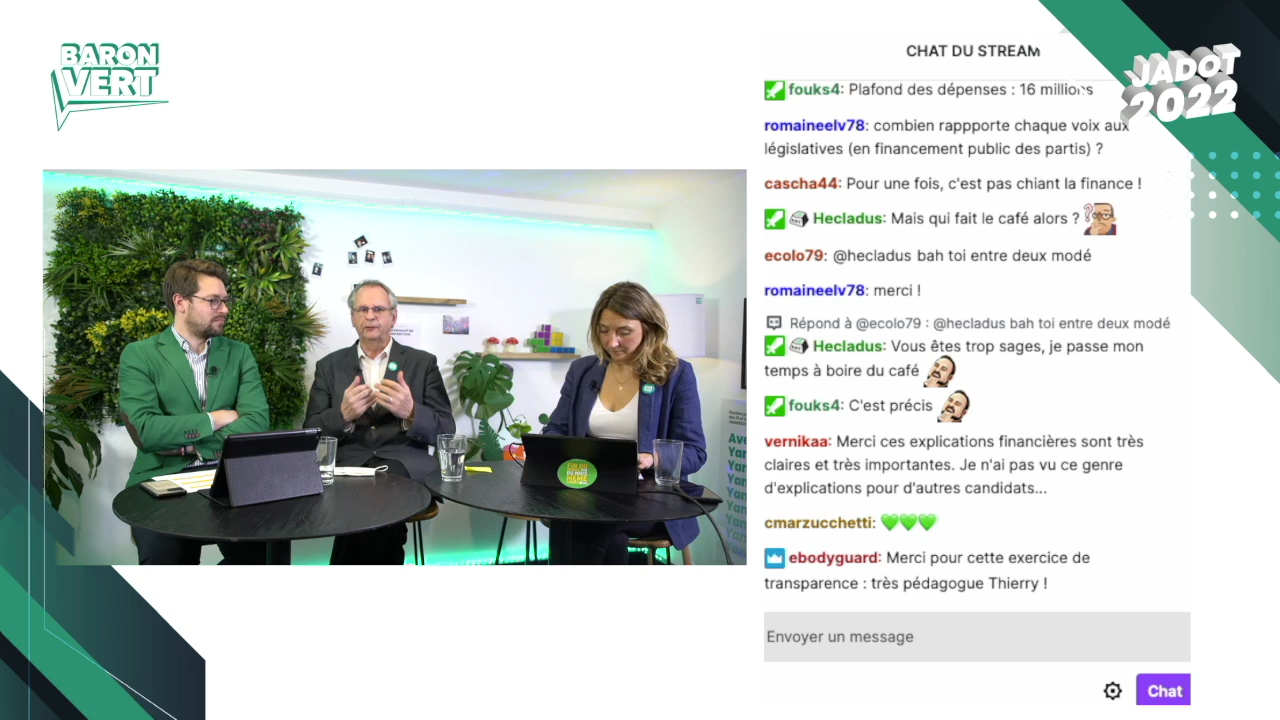 BARON
VERT
JADOT
2022
CHAT DU STREAM
fouks4: Plafond des dépenses : 16 millions
romaineelv78: combien rappporte chaque voix aux
législatives (en financement public des partis) ?
cascha44: Pour une fois, c'est pas chiant la finance !
Hecladus: Mais qui fait le café alors ?
ecolo79: @hecladus bah toi entre deux modé
romaineelv78: merci !
Répond à @ecolo79 : @hecladus bah toi entre deux modé
Hecladus: Vous êtes trop sages, je passe mon
temps à boire du café
fouks4: C'est précis
vernikaa: Merci ces explications financières sont très
claires et très importantes. Je n'ai pas vu ce genre
d'explications pour d'autres candidats...
cmarzucchetti: 💚💚💚
ebodyguard: Merci pour cette exercice de
transparence : très pédagogue Thierry !
Envoyer un message
Chat